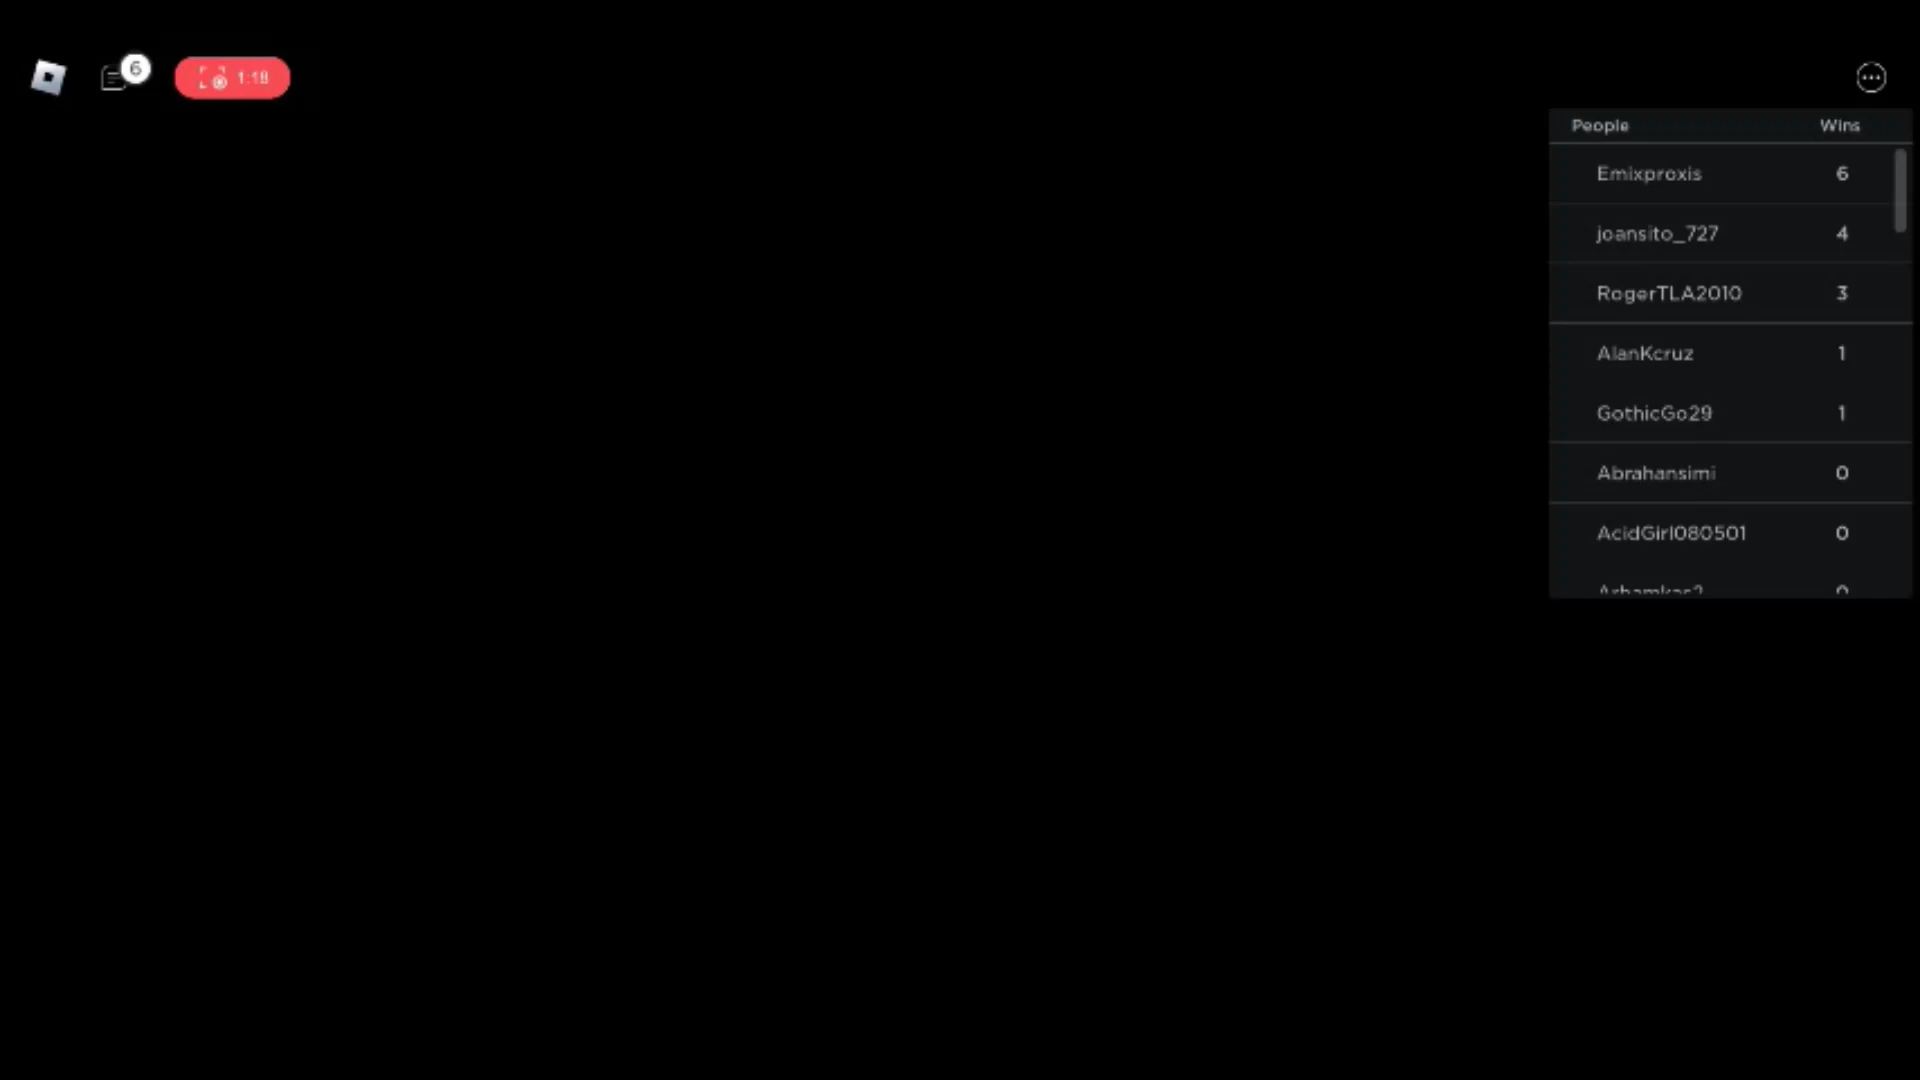 6
1:18
People Wins
Emixproxis 6
joansito_727 4
RogerTLA2010 3
AlanKcruz 1
GothicGo29 1
Abrahansimi 0
AcidGirl080501 0